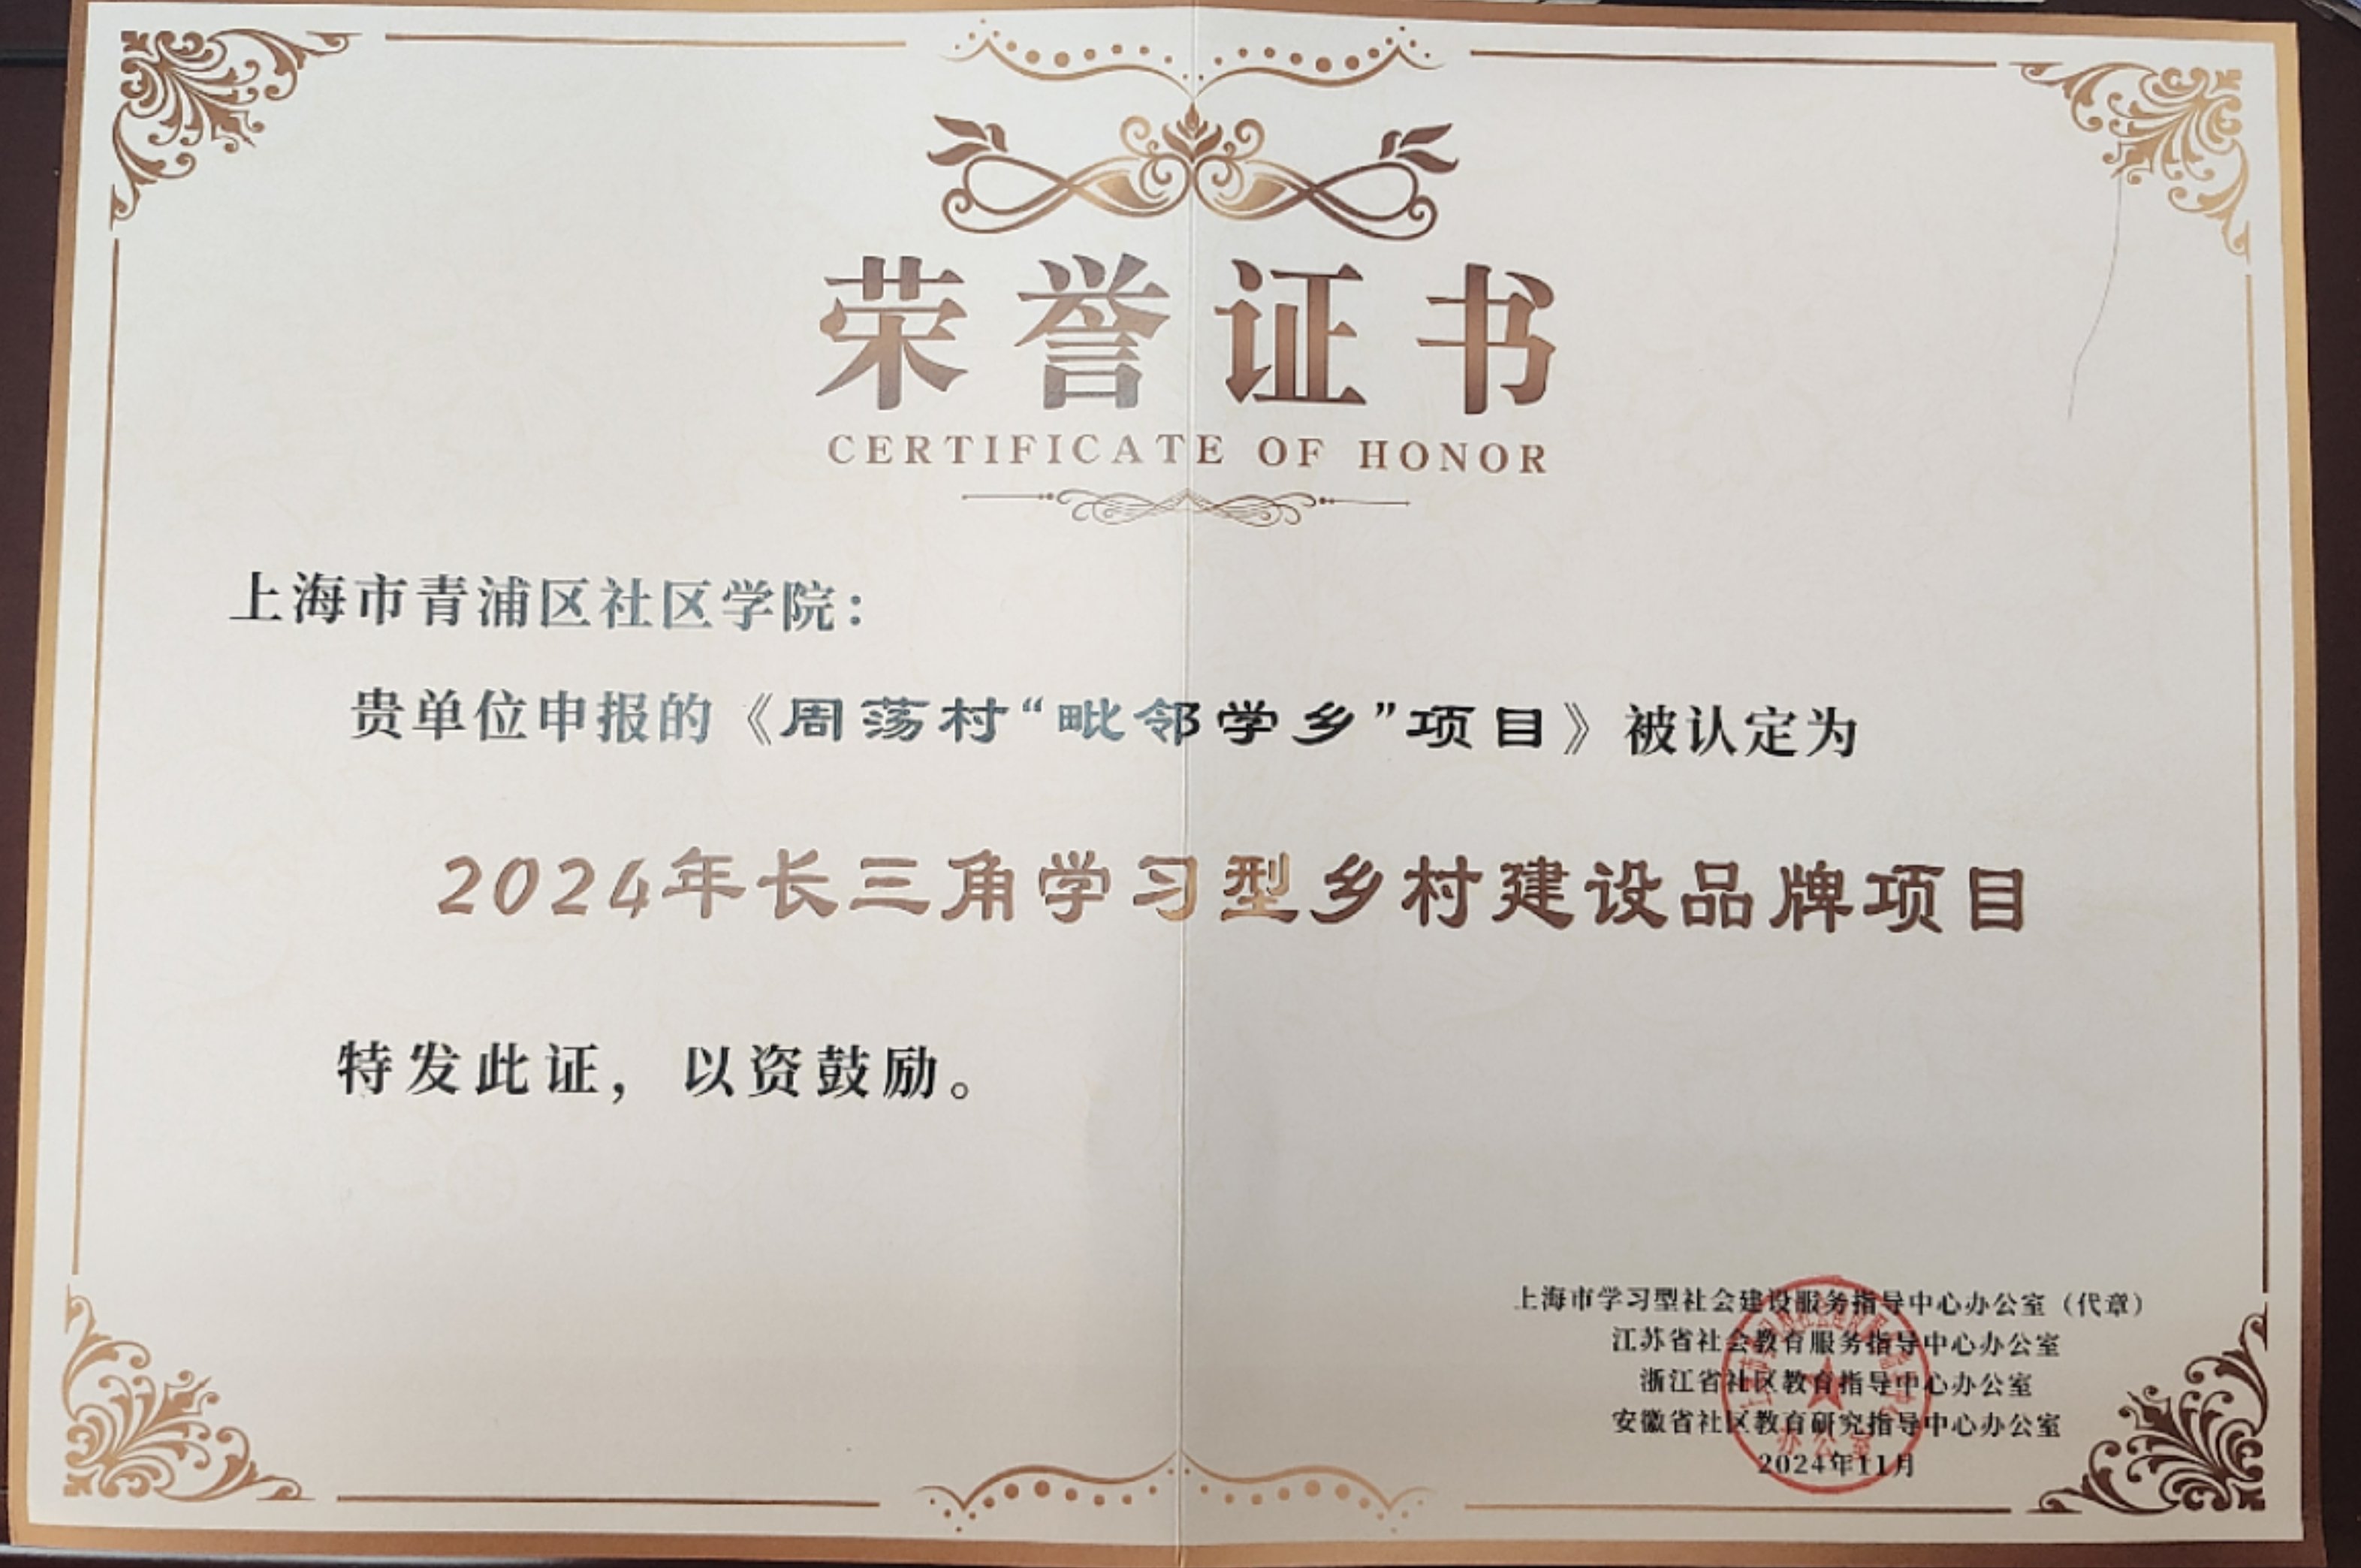 荣誉证书
CERTIFICATE OF HONOR
上海市青浦区社区学院：
贵单位申报的《周荡村“毗邻学乡”项目》被认定为
2024年长三角学习型乡村建设品牌项目
特发此证，以资鼓励。
上海市学习型社会建设服务指导中心办公室（代章）
江苏省社会教育服务指导中心办公室
浙江省社区教育指导中心办公室
安徽省社区教育研究指导中心办公室
2024年11月
办公室